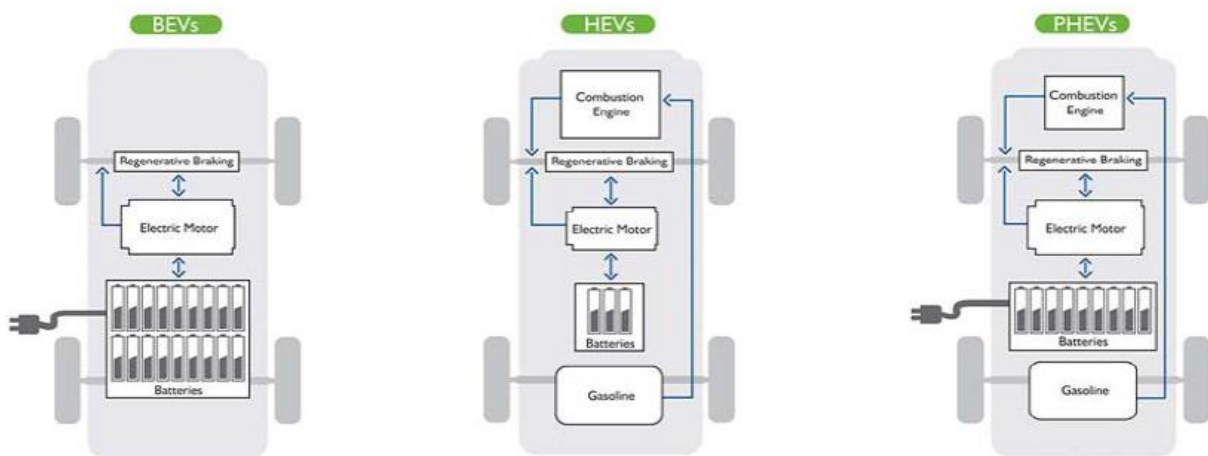 BEVs
Regenerative Braking
Electric Motor
Batteries
HEVs
Combustion
Engine
Regenerative Braking
Electric Motor
Batteries
Gasoline
PHEVs
Combustion
Engine
Regenerative Braking
Electric Motor
Batteries
Gasoline